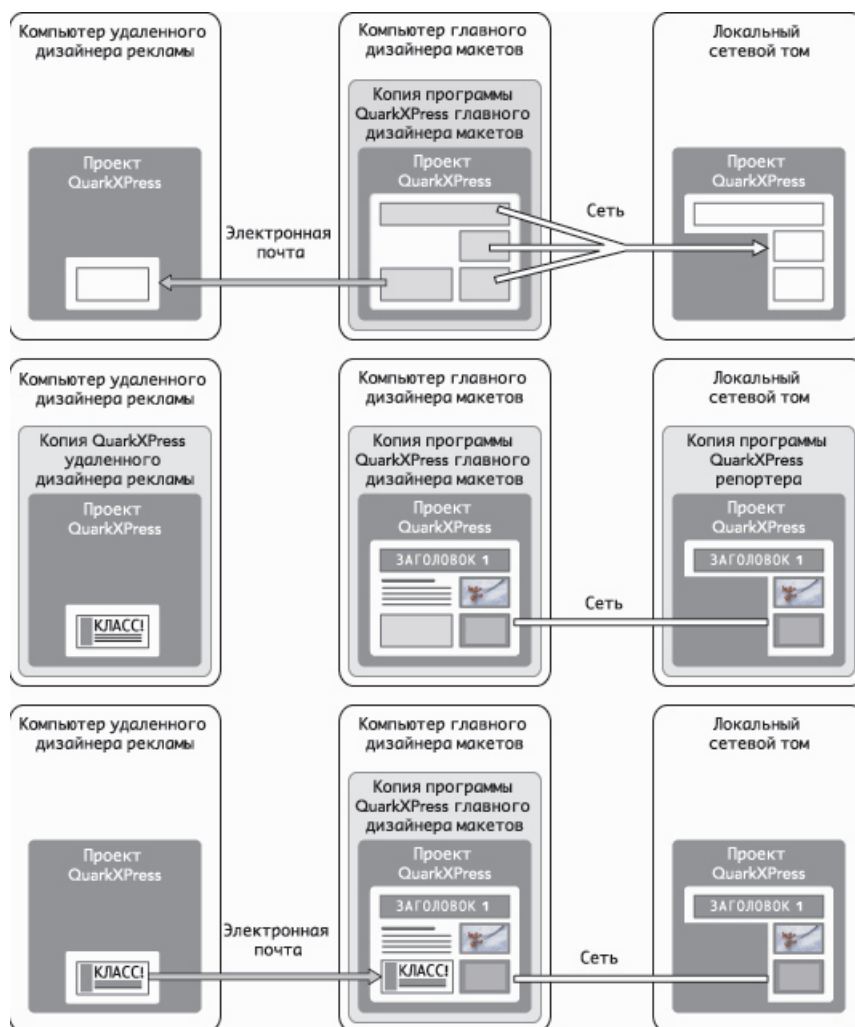 Компьютер удаленного
дизайнера рекламы
Проект
QuarkXPress
Электронная
почта
Компьютер главного
дизайнера макетов
Копия программы
QuarkXPress главного
дизайнера макетов
Проект
QuarkXPress
Сеть
Локальный
сетевой том
Проект
QuarkXPress
Компьютер удаленного
дизайнера рекламы
Копия QuarkXPress
удаленного
дизайнера рекламы
Проект
QuarkXPress
КЛАСС!
Компьютер главного
дизайнера макетов
Копия программы
QuarkXPress главного
дизайнера макетов
Проект
QuarkXPress
ЗАГОЛОВОК 1
Сеть
Локальный
сетевой том
Копия программы
QuarkXPress
репортера
Проект
QuarkXPress
ЗАГОЛОВОК 1
Компьютер удаленного
дизайнера рекламы
Проект
QuarkXPress
КЛАСС!
Электронная
почта
Компьютер главного
дизайнера макетов
Копия программы
QuarkXPress главного
дизайнера макетов
Проект
QuarkXPress
ЗАГОЛОВОК 1
КЛАСС!
Сеть
Локальный
сетевой том
Проект
QuarkXPress
ЗАГОЛОВОК 1